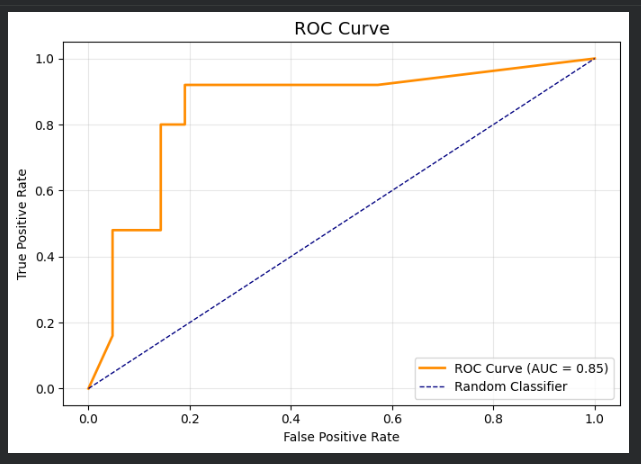 ROC Curve
1.0
0.8
0.6
0.4
0.2
0.0
True Positive Rate
0.0 0.2 0.4 0.6 0.8 1.0
False Positive Rate
ROC Curve (AUC = 0.85)
Random Classifier